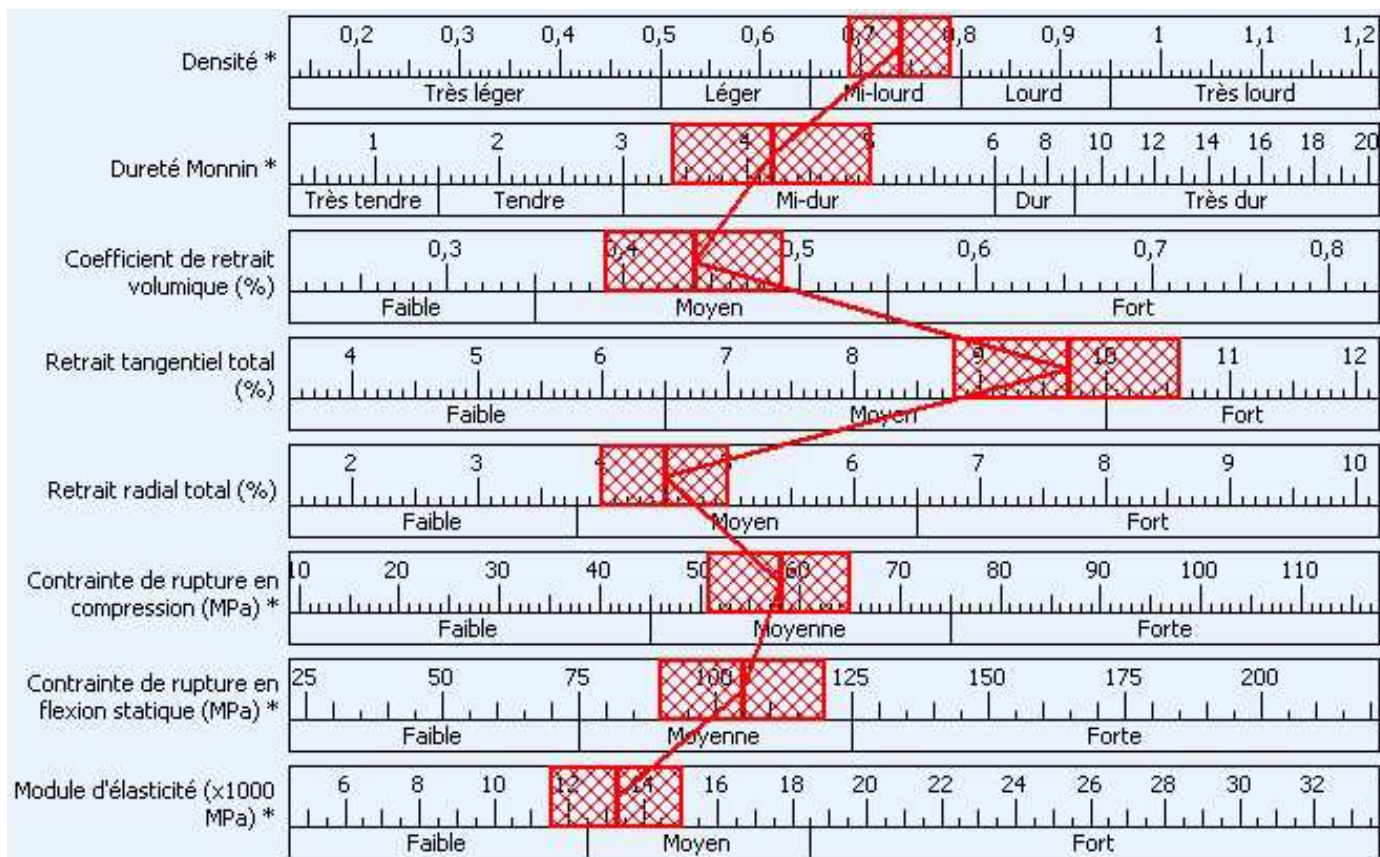 0,2 0,3 0,4 0,5 0,6 0,7 0,8 0,9 1 1,1 1,2
Densité *
Très léger Léger Mi-lourd Lourd Très lourd
1 2 3 4 5 6 8 10 12 14 16 18 20
Dureté Monnin *
Très tendre Tendre Mi-dur Dur Très dur
0,3 0,4 0,5 0,6 0,7 0,8
Coefficient de retrait
volumique (%)
Faible Moyen Fort
4 5 6 7 8 9 10 11 12
Retrait tangentiel total
(%)
Faible Moyen Fort
2 3 4 5 6 7 8 9 10
Retrait radial total (%)
Faible Moyen Fort
10 20 30 40 50 60 70 80 90 100 110
Contrainte de rupture en
compression (MPa) *
Faible Moyenne Forte
25 50 75 100 125 150 175 200
Contrainte de rupture en
flexion statique (MPa) *
Faible Moyenne Forte
6 8 10 12 14 16 18 20 22 24 26 28 30 32
Module d'élasticité (x1000
MPa) *
Faible Moyen Fort